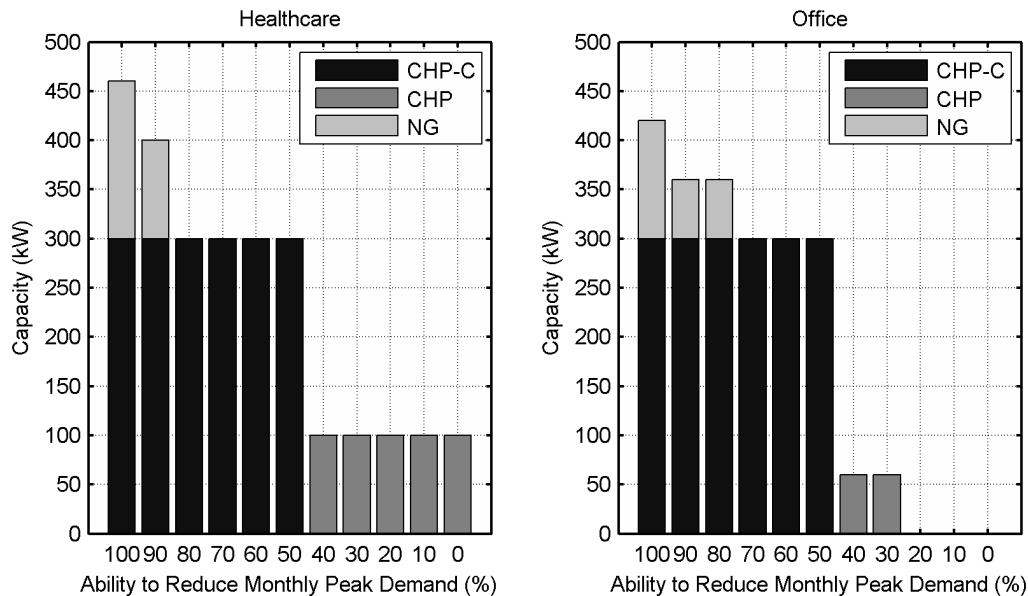 Healthcare
500
450
400
350
300
250
200
150
100
50
0
Capacity (kW)
CHP-C
CHP
NG
100 90 80 70 60 50 40 30 20 10 0
Ability to Reduce Monthly Peak Demand (%)
Office
500
450
400
350
300
250
200
150
100
50
0
Capacity (kW)
CHP-C
CHP
NG
100 90 80 70 60 50 40 30 20 10 0
Ability to Reduce Monthly Peak Demand (%)